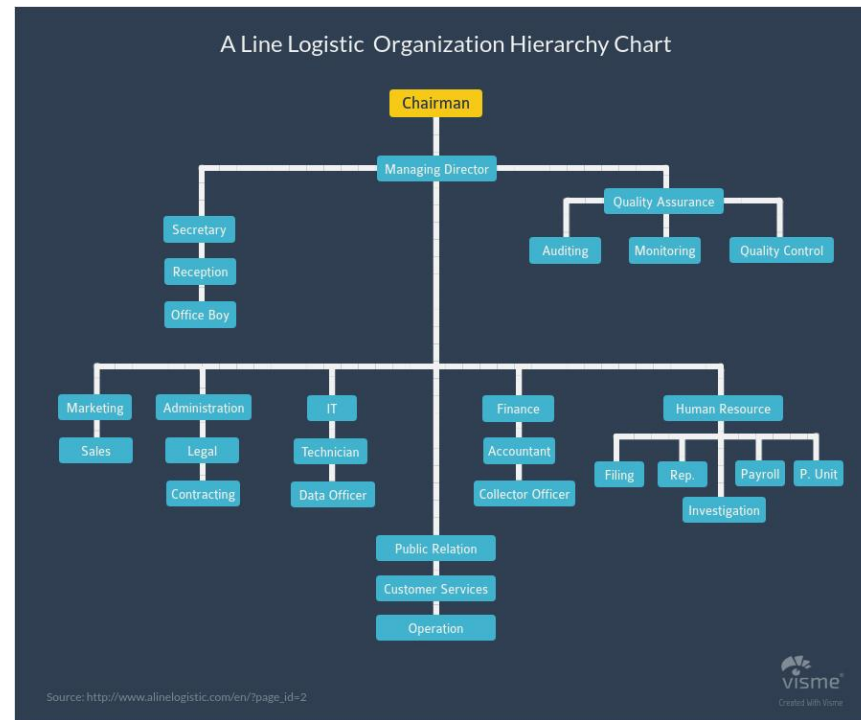 A Line Logistic Organization Hierarchy Chart
Chairman
Managing Director
Quality Assurance
Secretary
Auditing
Monitoring
Quality Control
Reception
Office Boy
Marketing
Administration
IT
Finance
Human Resource
Sales
Legal
Technician
Accountant
Filing
Rep.
Payroll
P. Unit
Contracting
Data Officer
Collector Officer
Investigation
Public Relation
Customer Services
Operation
Source: http://www.alinelogistic.com/en/?page_id=2
visme
Created With Visme